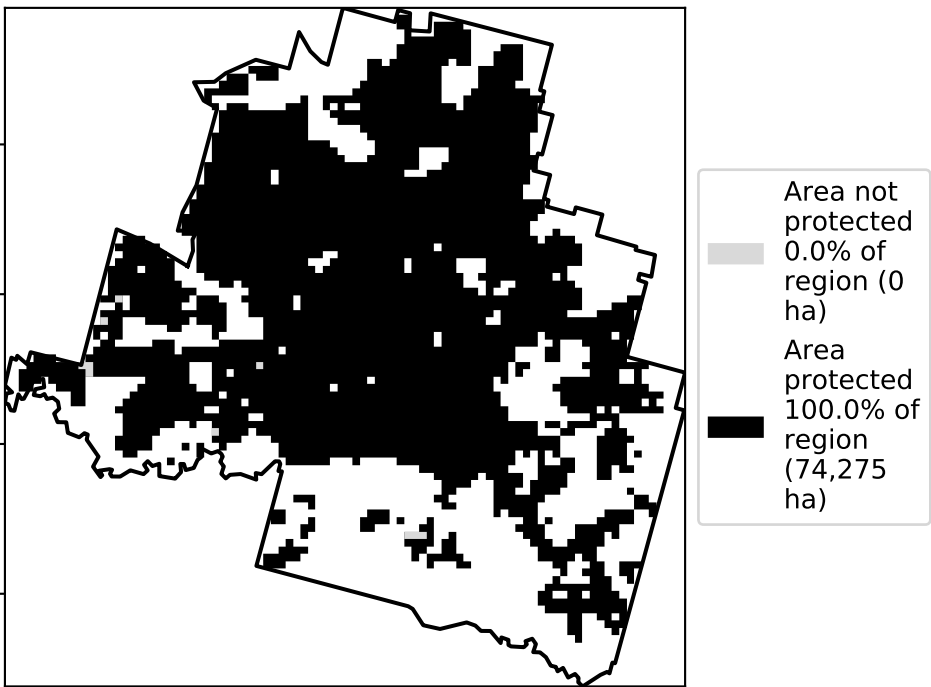 Area not
protected
0.0% of
region (0
ha)
Area
protected
100.0% of
region
(74,275
ha)